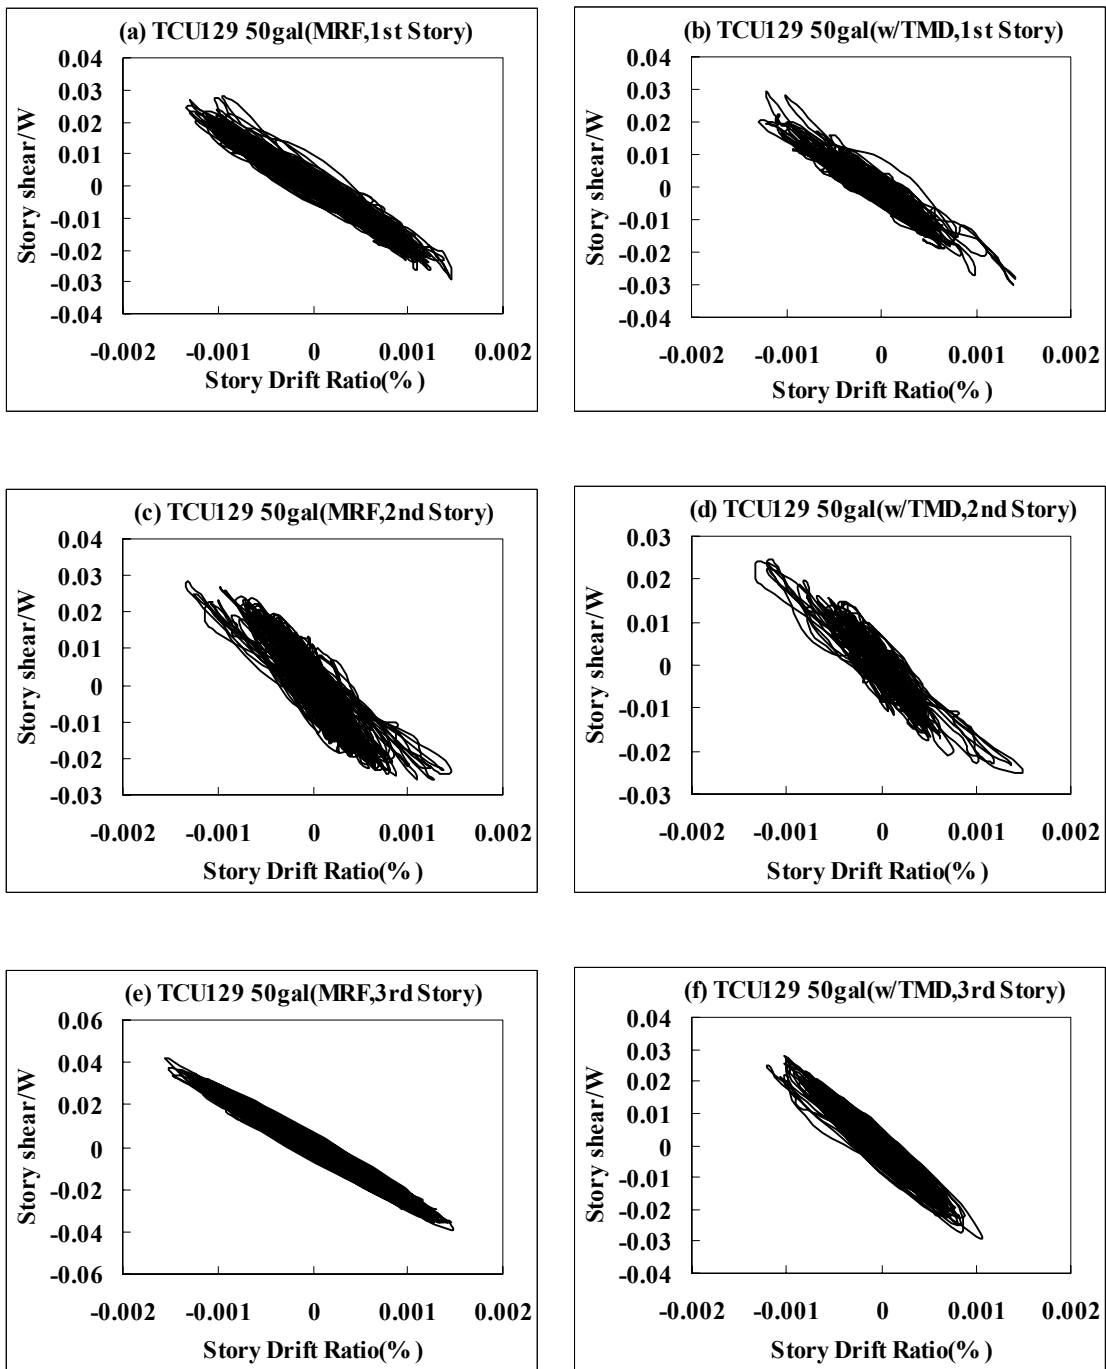 (a) TCU129 50gal(MRF,1st Story)
0.04
0.03
0.02
0.01
0
-0.01
-0.02
-0.03
-0.04
Story shear/W
-0.002 -0.001 0 0.001 0.002
Story Drift Ratio(%)
(b) TCU129 50gal(w/TMD,1st Story)
0.04
0.03
0.02
0.01
0
-0.01
-0.02
-0.03
-0.04
Story shear/W
-0.002 -0.001 0 0.001 0.002
Story Drift Ratio(%)
(c) TCU129 50gal(MRF,2nd Story)
0.04
0.03
0.02
0.01
0
-0.01
-0.02
-0.03
Story shear/W
-0.002 -0.001 0 0.001 0.002
Story Drift Ratio(%)
(d) TCU129 50gal(w/TMD,2nd Story)
0.03
0.02
0.01
0
-0.01
-0.02
-0.03
Story shear/W
-0.002 -0.001 0 0.001 0.002
Story Drift Ratio(%)
(e) TCU129 50gal(MRF,3rd Story)
0.06
0.04
0.02
0
-0.02
-0.04
-0.06
Story shear/W
-0.002 -0.001 0 0.001 0.002
Story Drift Ratio(%)
(f) TCU129 50gal(w/TMD,3rd Story)
0.04
0.03
0.02
0.01
0
-0.01
-0.02
-0.03
-0.04
Story shear/W
-0.002 -0.001 0 0.001 0.002
Story Drift Ratio(%)